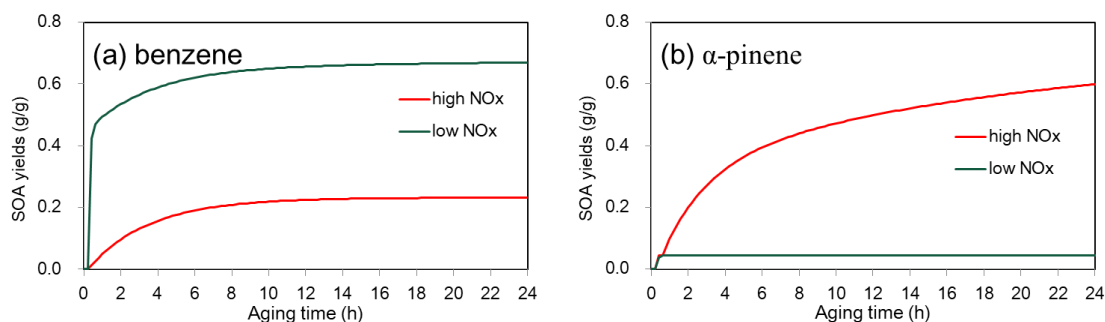 (a) benzene
SOA yields (g/g)
0.8
0.6
0.4
0.2
0.0
high NOx
low NOx
0 2 4 6 8 10 12 14 16 18 20 22 24
Aging time (h)
(b) α-pinene
SOA yields (g/g)
0.8
0.6
0.4
0.2
0.0
high NOx
low NOx
0 2 4 6 8 10 12 14 16 18 20 22 24
Aging time (h)